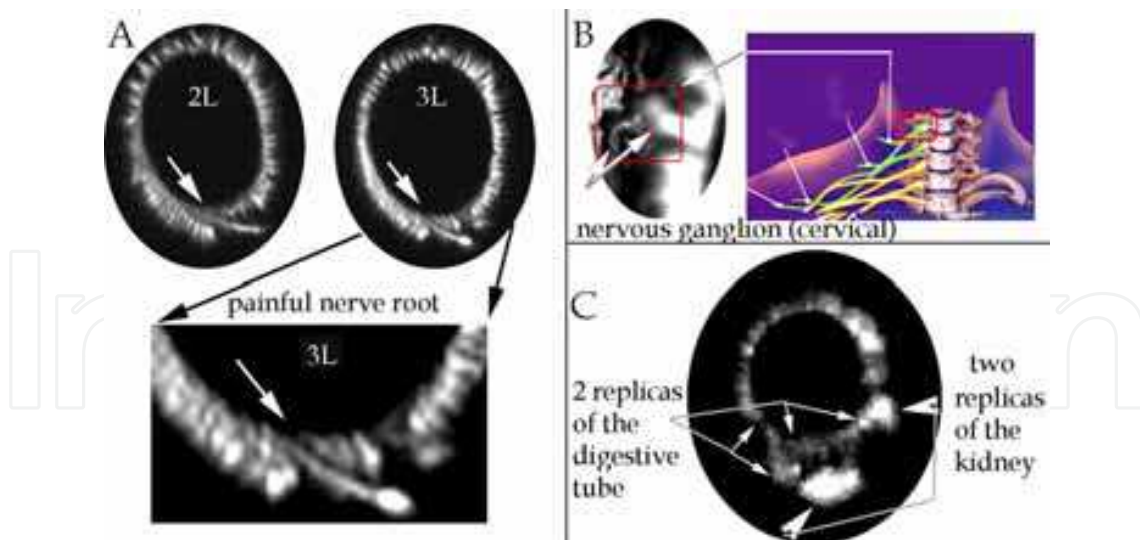 A
2L
3L
painful nerve root
3L
B
nervous ganglion (cervical)
C
2 replicas
of the
digestive
tube
two
replicas
of the
kidney